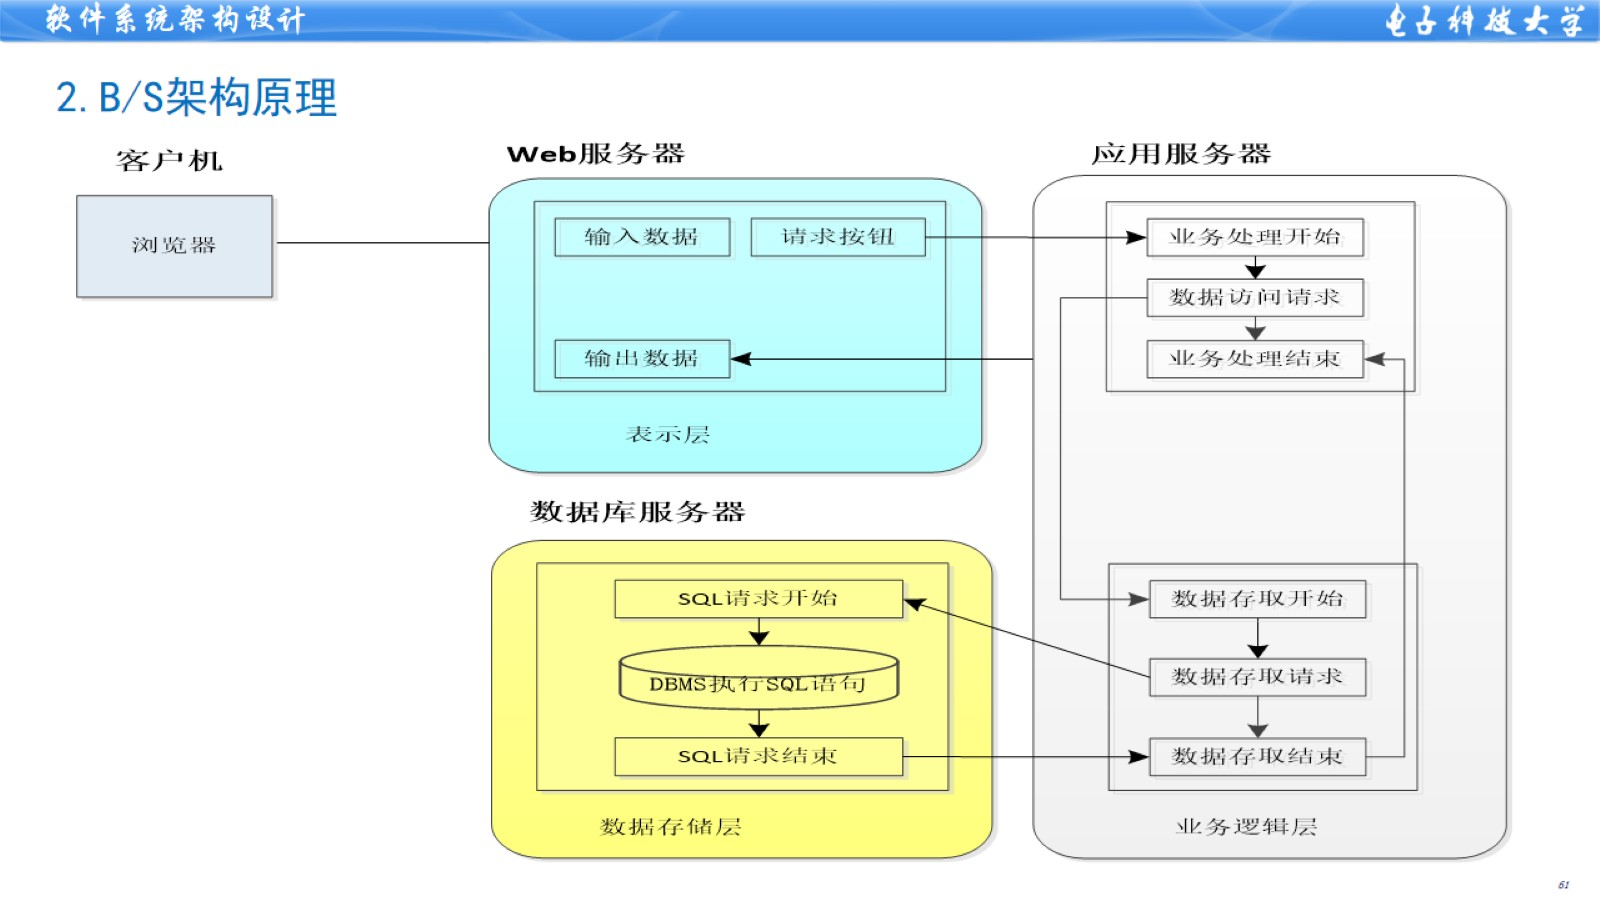 软件系统架构设计
电子科技大学
2.B/S架构原理
客户机
浏览器
Web服务器
输入数据
请求按钮
输出数据
表示层
应用服务器
业务处理开始
数据访问请求
业务处理结束
数据存取开始
数据存取请求
数据存取结束
业务逻辑层
数据库服务器
SQL请求开始
DBMS执行SQL语句
SQL请求结束
数据存储层
61